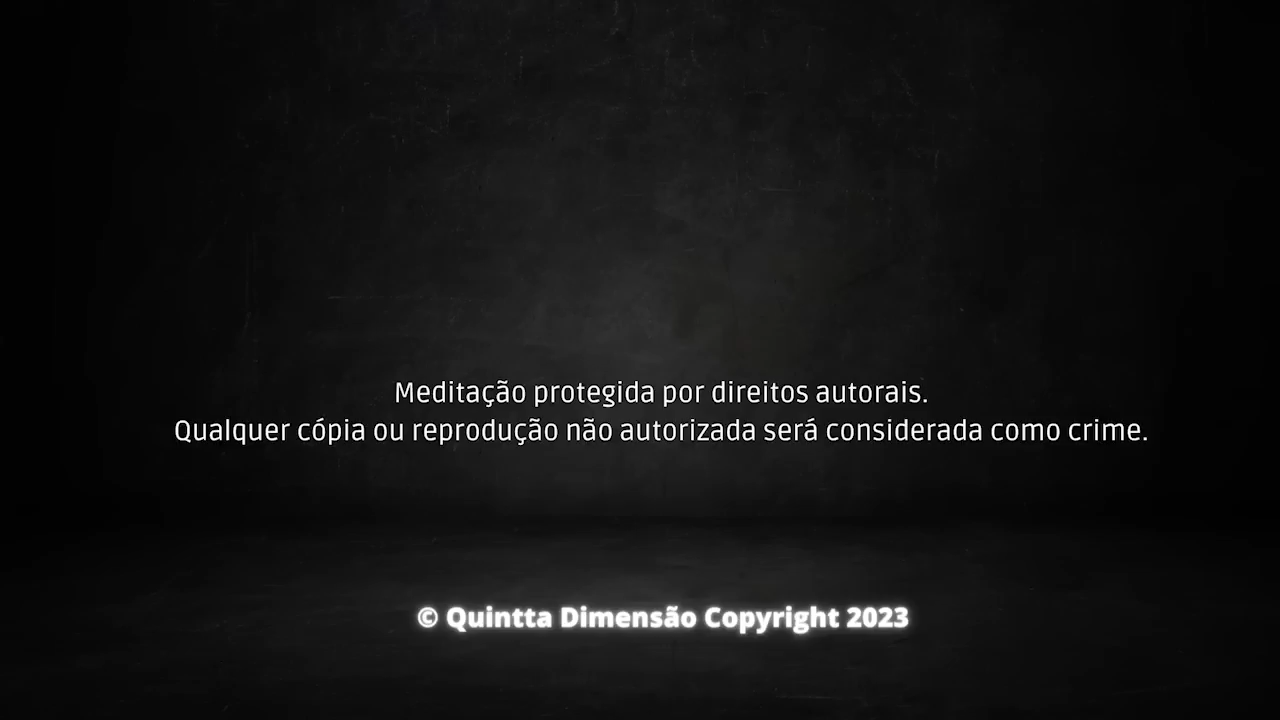 Meditação protegida por direitos autorais.
Qualquer cópia ou reprodução não autorizada será considerada como crime.
© Quintta Dimensão Copyright 2023